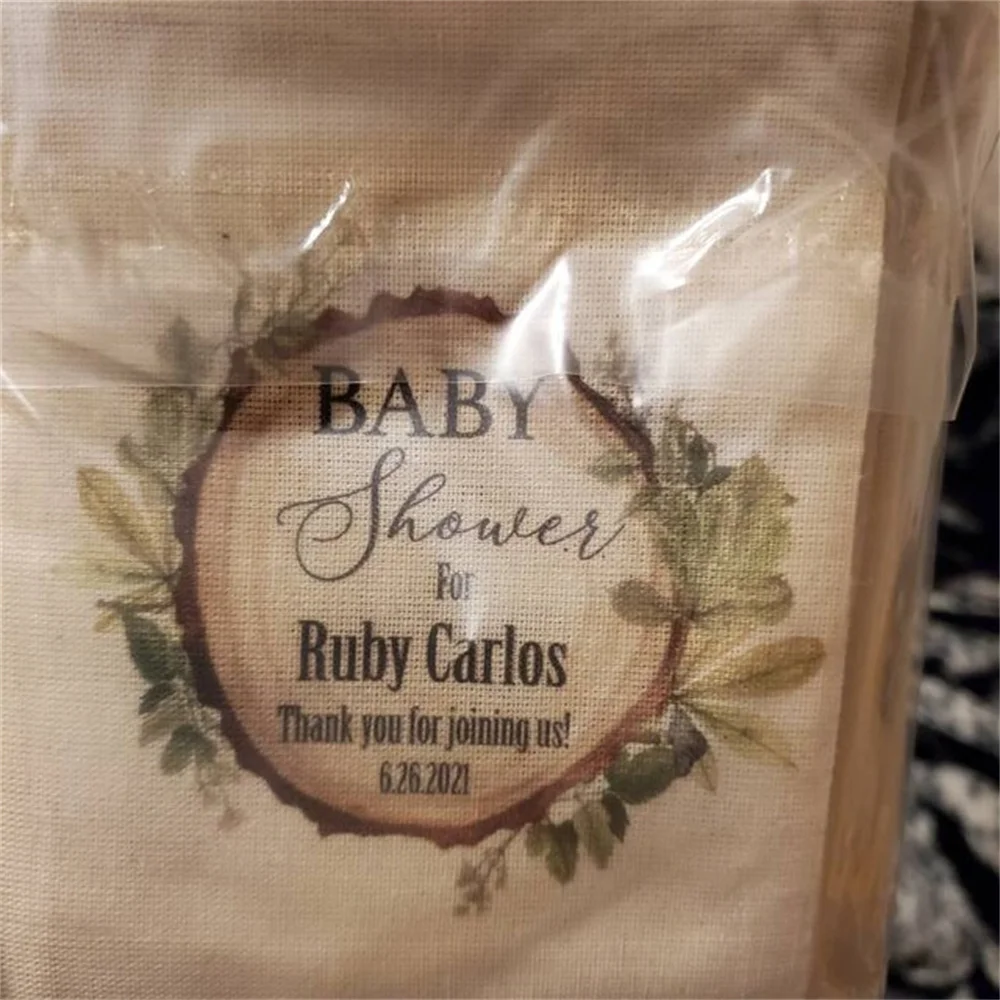 BABY
Shower
For
Ruby Carlos
Thank you for joining us!
6.26.2021